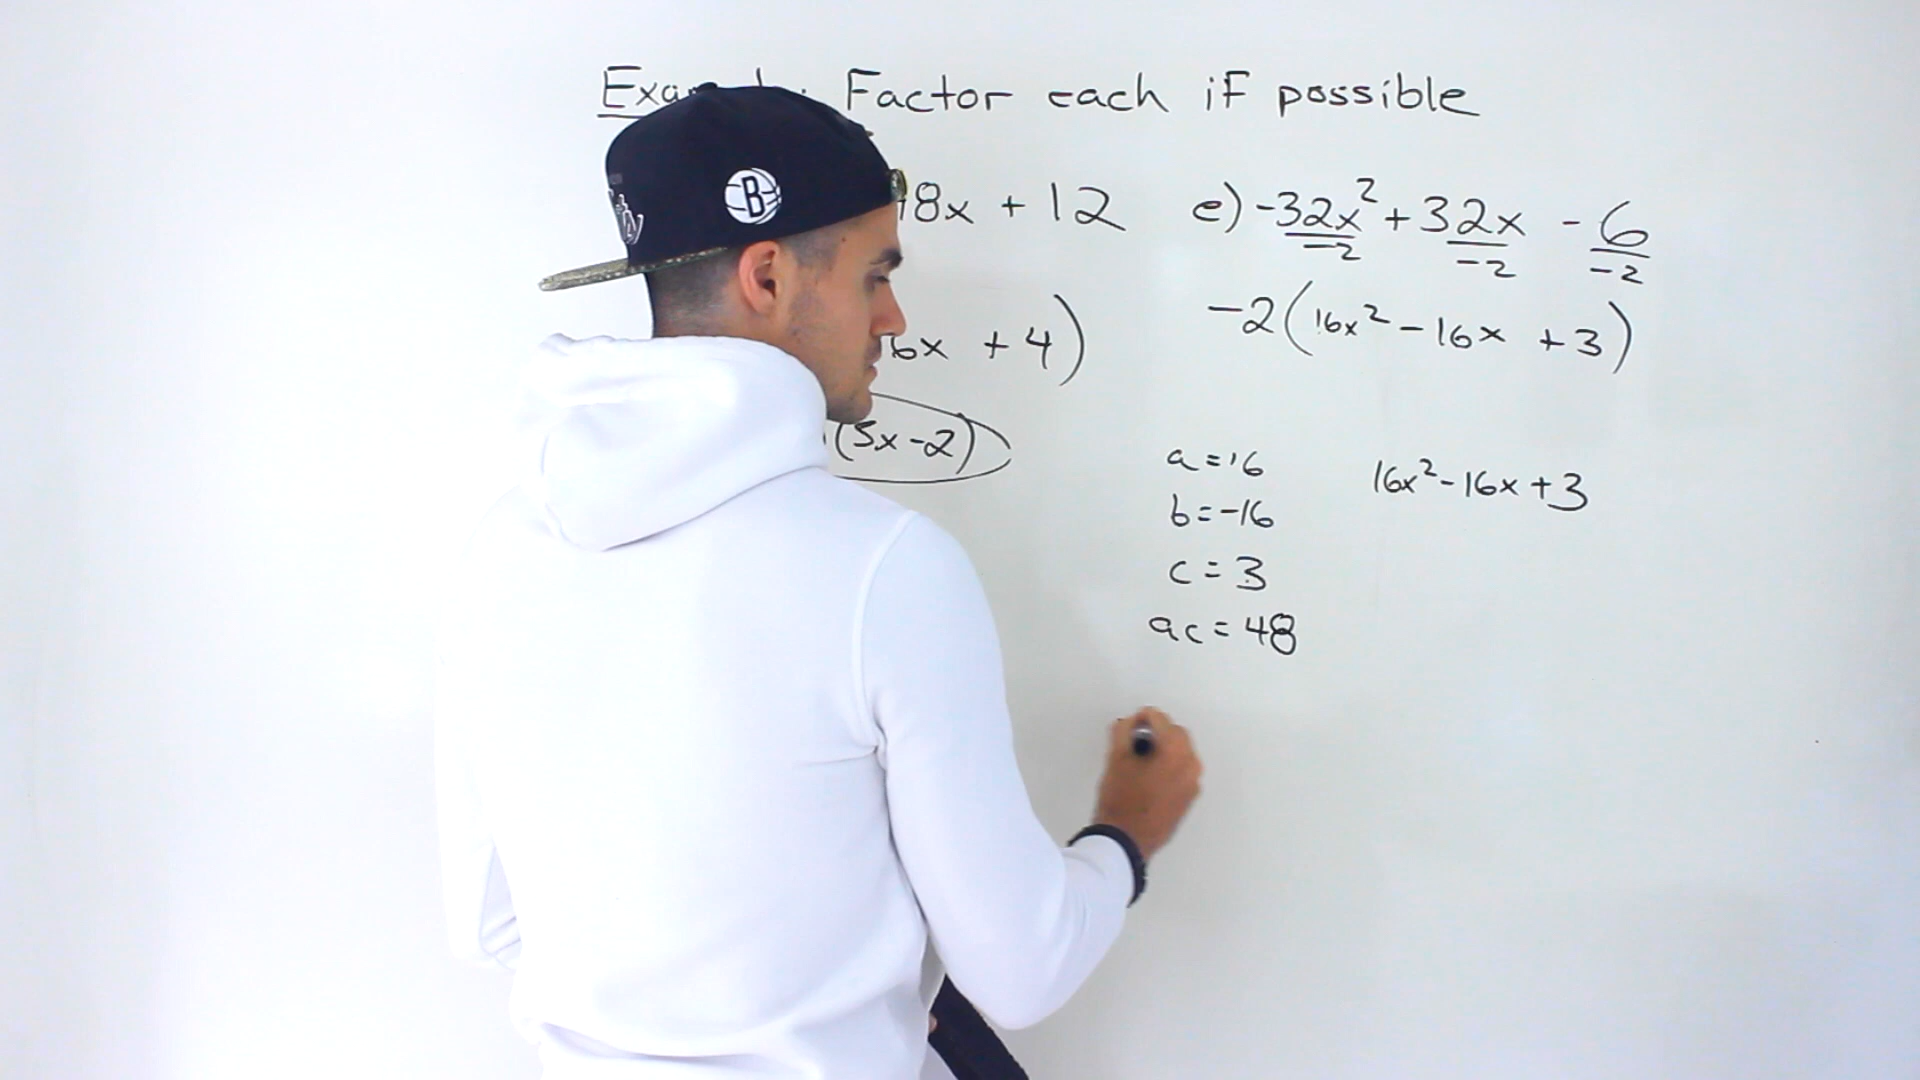 Factor each if possible
8x + 12
e) -32x² + 32x - 6
-2 -2 -2
6x + 4)
-2(16x² - 16x + 3)
(5x-2)
a = 16
16x² - 16x + 3
b = -16
c = 3
ac = 48
B